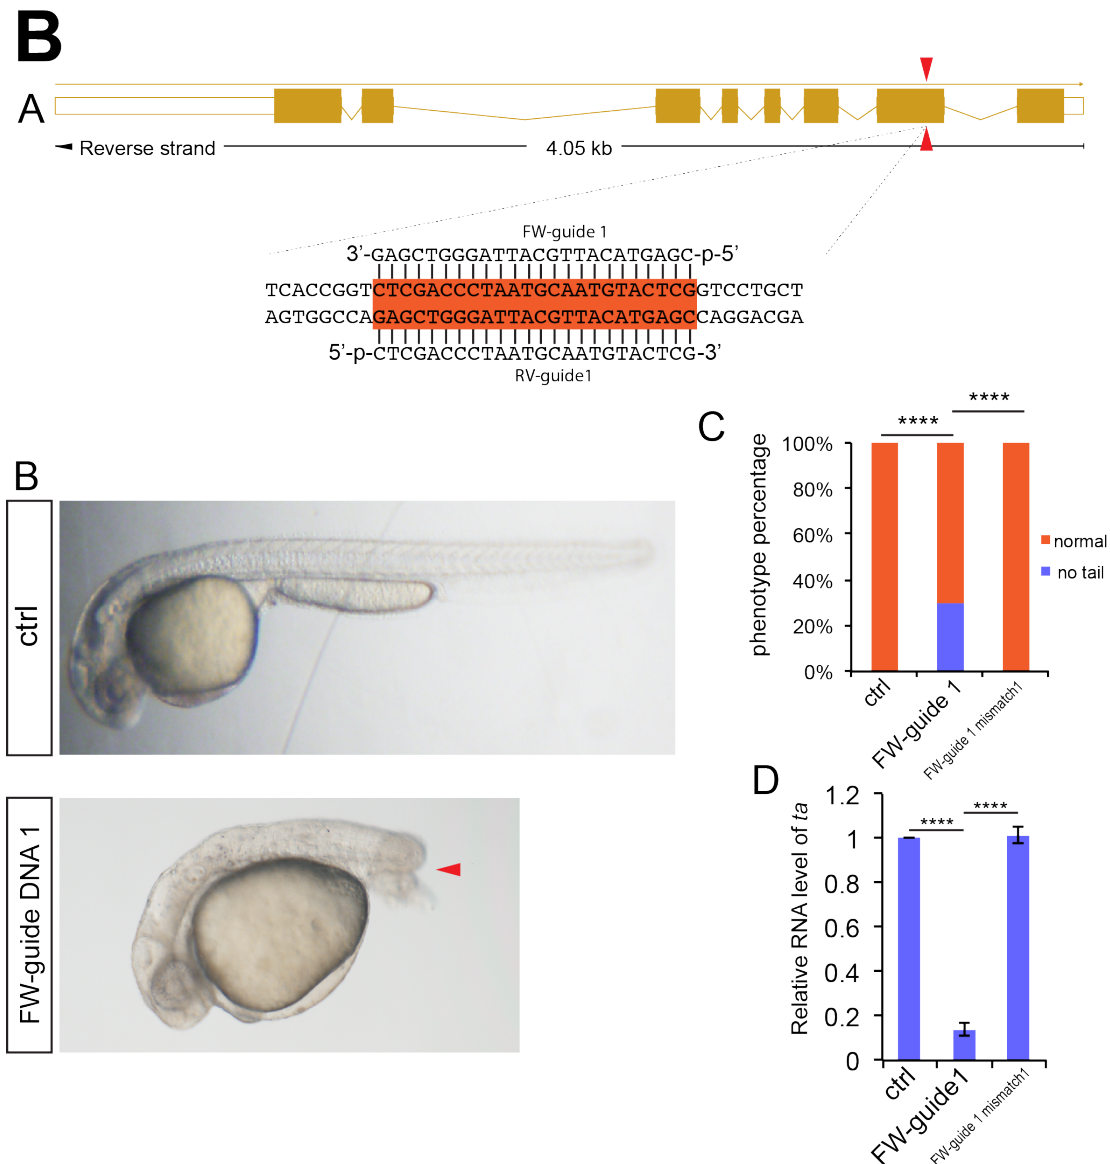 B
A
Reverse strand
4.05 kb
FW-guide 1
3'-GAGCTGGGATTACGTTACATGAGC-p-5'
TCACCGGTCTCGACCCTAATGCAATGTACTCGGTCCTGCT
AGTGGCCAGAGCTGGGATTACGTTACATGAGCCAGGACGA
5'-p-CTCGACCCTAATGCAATGTACTCG-3'
RV-guide1
B
ctrl
FW-guide DNA 1
C
phenotype percentage
100%
80%
60%
40%
20%
0%
****
****
normal
no tail
ctrl
FW-guide 1
FW-guide 1 mismatch1
D
Relative RNA level of ta
1.2
1
0.8
0.6
0.4
0.2
0
****
****
ctrl
FW-guide1
FW-guide 1 mismatch1